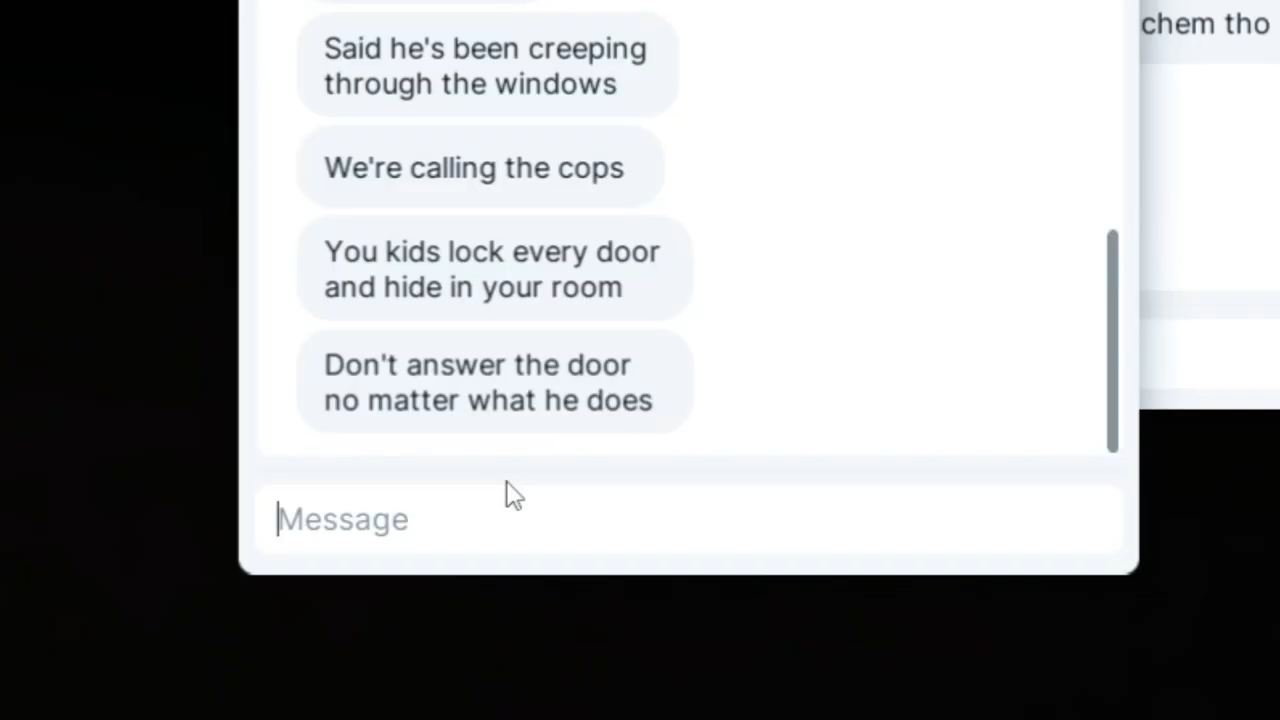 chem tho
Said he's been creeping
through the windows
We're calling the cops
You kids lock every door
and hide in your room
Don't answer the door
no matter what he does
Message